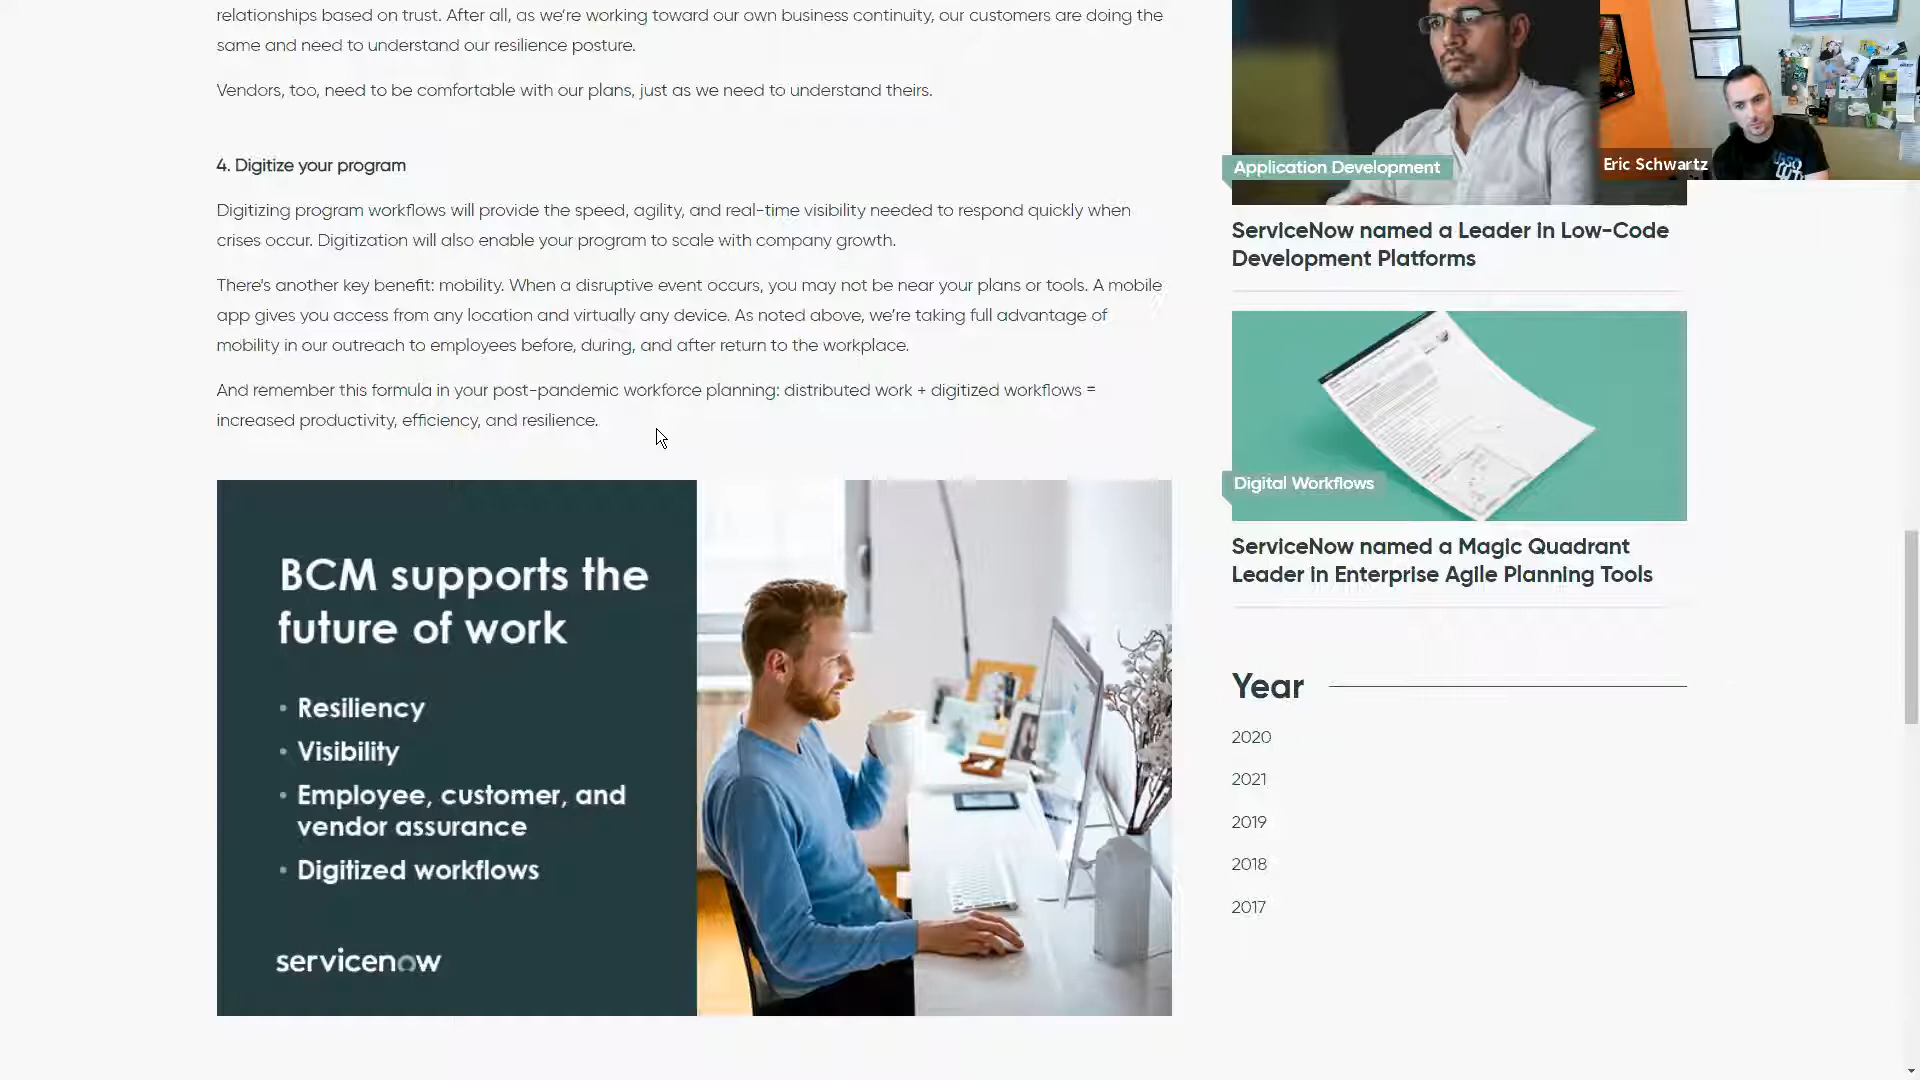 relationships based on trust. After all, as we’re working toward our own business continuity, our customers are doing the
same and need to understand our resilience posture.
Vendors, too, need to be comfortable with our plans, just as we need to understand theirs.
4. Digitize your program
Digitizing program workflows will provide the speed, agility, and real-time visibility needed to respond quickly when
crises occur. Digitization will also enable your program to scale with company growth.
There's another key benefit: mobility. When a disruptive event occurs, you may not be near your plans or tools. A mobile
app gives you access from any location and virtually any device. As noted above, we’re taking full advantage of
mobility in our outreach to employees before, during, and after return to the workplace.
And remember this formula in your post-pandemic workforce planning: distributed work + digitized workflows =
increased productivity, efficiency, and resilience.
BCM supports the
future of work
• Resiliency
• Visibility
• Employee, customer, and
vendor assurance
• Digitized workflows
servicenow
Application Development
Eric Schwartz
ServiceNow named a Leader in Low-Code
Development Platforms
Digital Workflows
ServiceNow named a Magic Quadrant
Leader in Enterprise Agile Planning Tools
Year
2020
2021
2019
2018
2017